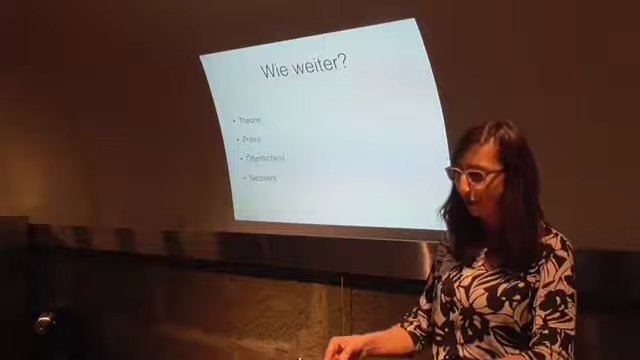 Wie weiter?
• Theorie
• Praxis
• Öffentlichkeit
• Netzwerk